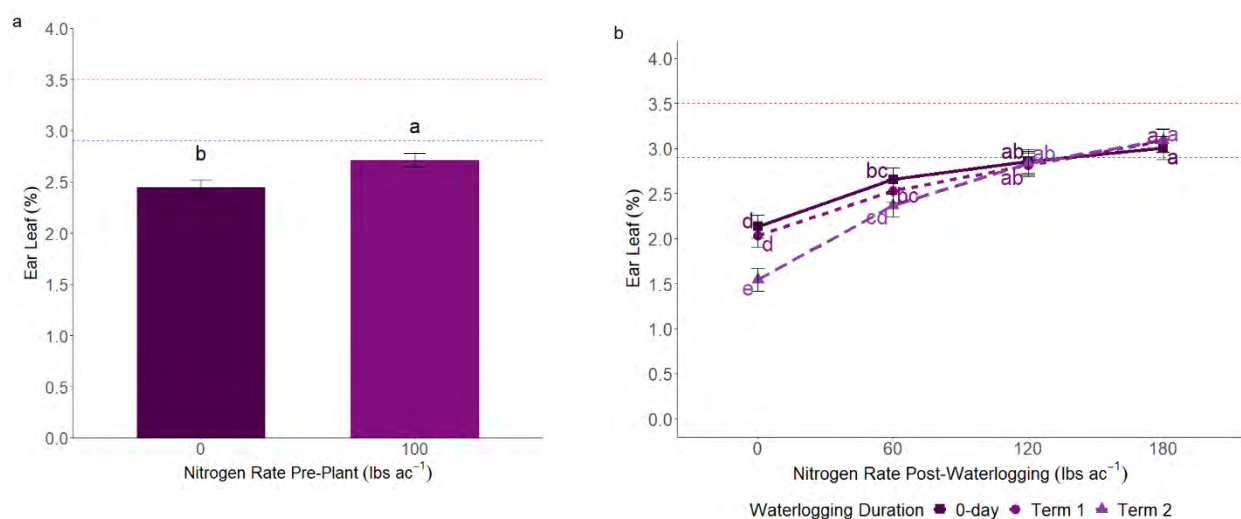 a
4.0
3.5
3.0
2.5
2.0
1.5
1.0
0.5
0.0
Ear Leaf (%)
b
a
0
100
Nitrogen Rate Pre-Plant (lbs ac⁻¹)
b
4.0
3.5
3.0
2.5
2.0
1.5
1.0
0.5
0.0
Ear Leaf (%)
d
d
e
bc
bc
cd
ab
ab
ab
a
a
a
0
60
120
180
Nitrogen Rate Post-Waterlogging (lbs ac⁻¹)
Waterlogging Duration 0-day Term 1 Term 2